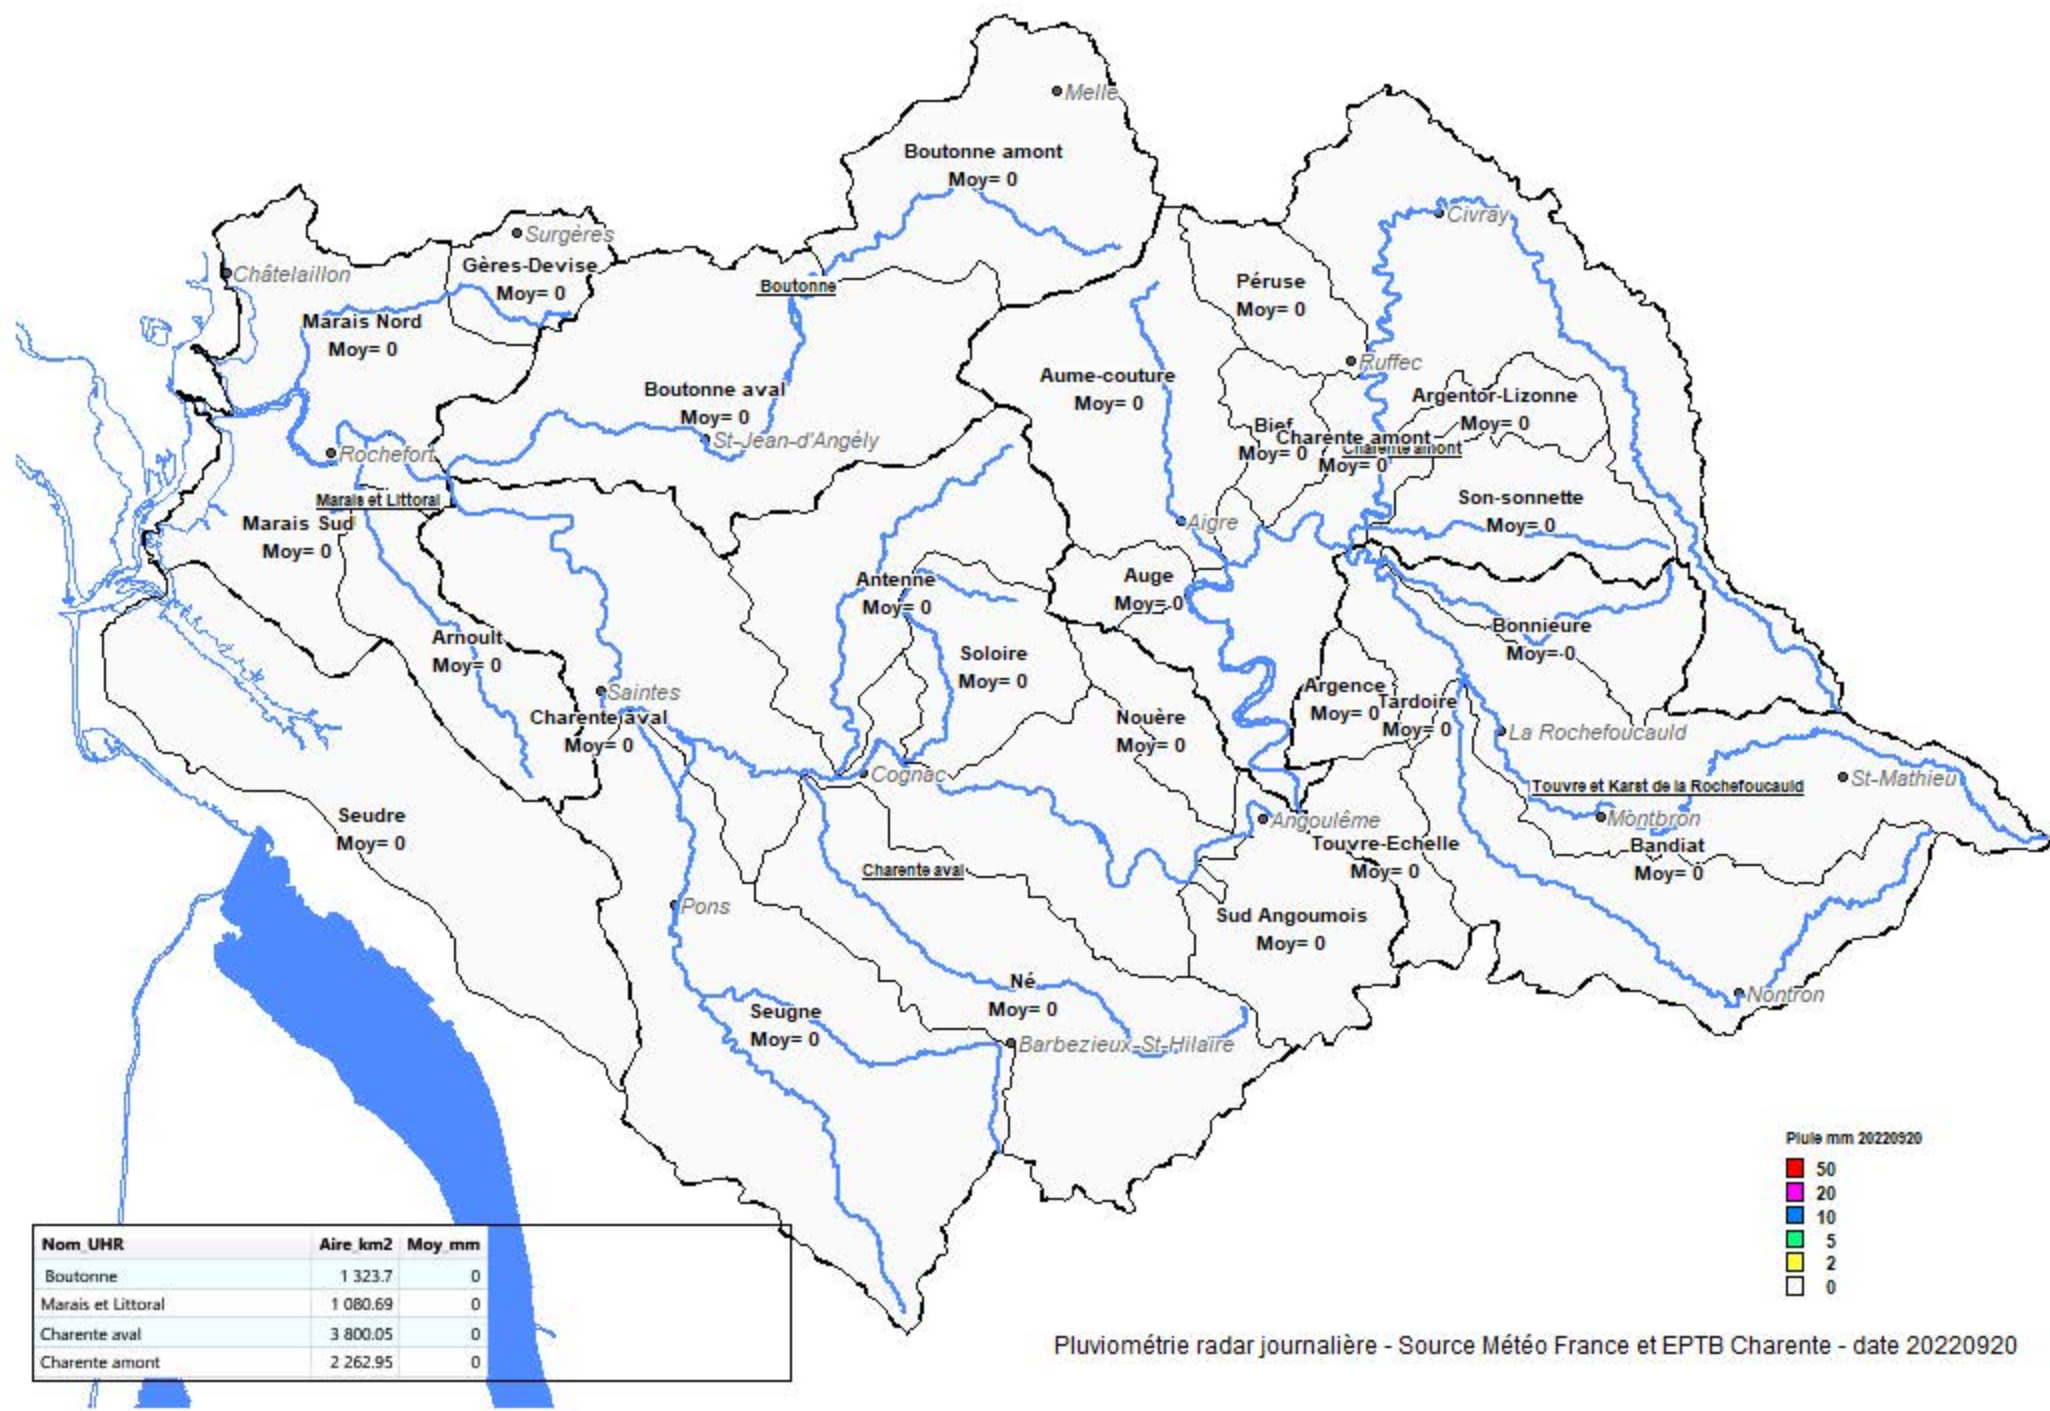 Melle
Boutonne amont
Moy= 0
Civray
Surgères
Châtelaillon
Gères-Devise
Moy= 0
Boutonne
Péruse
Moy= 0
Marais Nord
Moy= 0
Ruffec
Aume-couture
Moy= 0
Boutonne aval
Moy= 0
Argentor-Lizonne
Moy= 0
St-Jean-d'Angély
Bief
Moy= 0
Charente amont
Moy= 0
Charente amont
Rochefort
Marais et Littoral
Son-sonnette
Moy= 0
Marais Sud
Moy= 0
Aigre
Antenne
Moy= 0
Auge
Moy= 0
Bonnieure
Moy= 0
Arnoult
Moy= 0
Soloire
Moy= 0
Saintes
Argence
Moy= 0
Tardoire
Moy= 0
Charente aval
Moy= 0
Nouère
Moy= 0
La Rochefoucauld
Cognac
Touvre et Karst de la Rochefoucauld
St-Mathieu
Seudre
Moy= 0
Angoulême
Montbron
Touvre-Echelle
Moy= 0
Bandiat
Moy= 0
Charente aval
Pons
Sud Angoumois
Moy= 0
Né
Moy= 0
Nontron
Seugne
Moy= 0
Barbezieux-St-Hilaire
Pluie mm 20220920
50
20
10
5
2
0
Nom_UHR Aire_km2 Moy_mm
Boutonne 1 323.7 0
Marais et Littoral 1 080.69 0
Charente aval 3 800.05 0
Charente amont 2 262.95 0
Pluviométrie radar journalière - Source Météo France et EPTB Charente - date 20220920